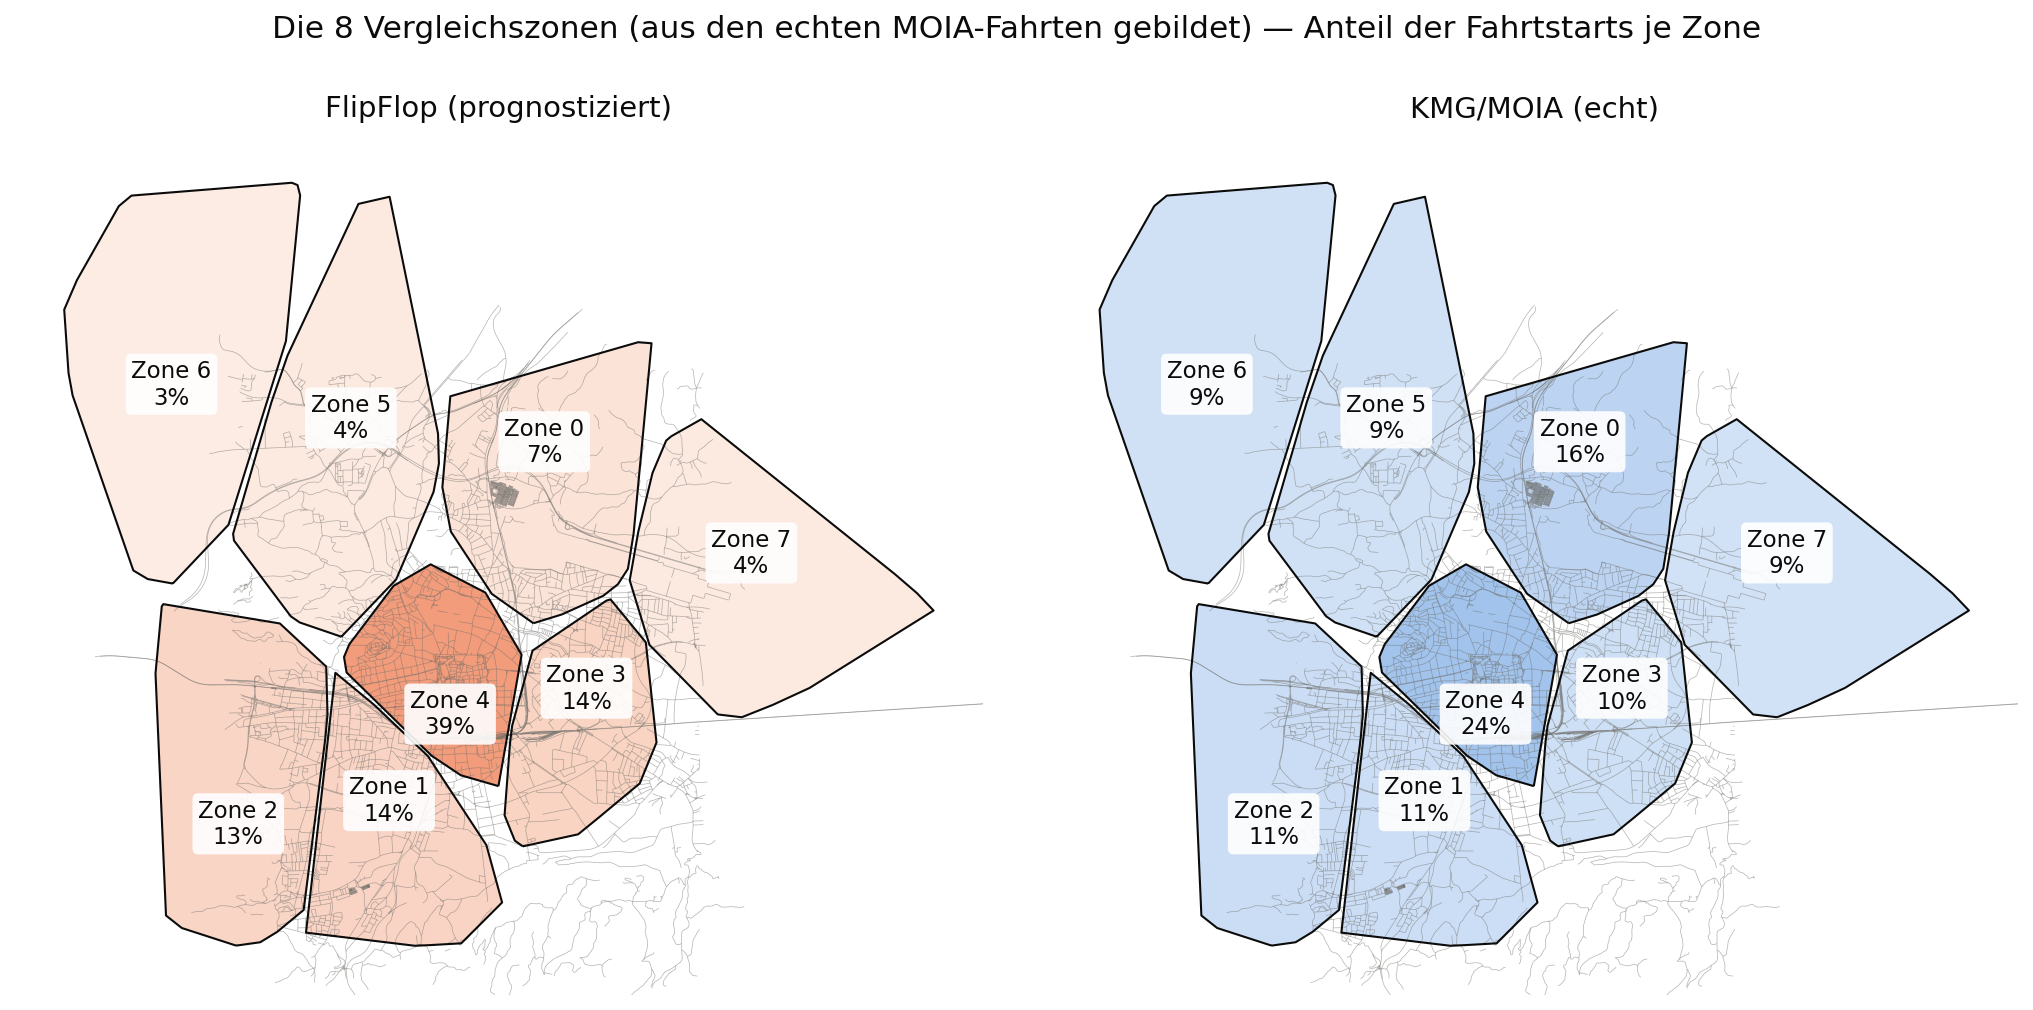 Die 8 Vergleichszonen (aus den echten MOIA-Fahrten gebildet) — Anteil der Fahrtstarts je Zone
FlipFlop (prognostiziert)
Zone 6
3%
Zone 5
4%
Zone 0
7%
Zone 7
4%
Zone 3
14%
Zone 4
39%
Zone 1
14%
Zone 2
13%
KMG/MOIA (echt)
Zone 6
9%
Zone 5
9%
Zone 0
16%
Zone 7
9%
Zone 3
10%
Zone 4
24%
Zone 1
11%
Zone 2
11%